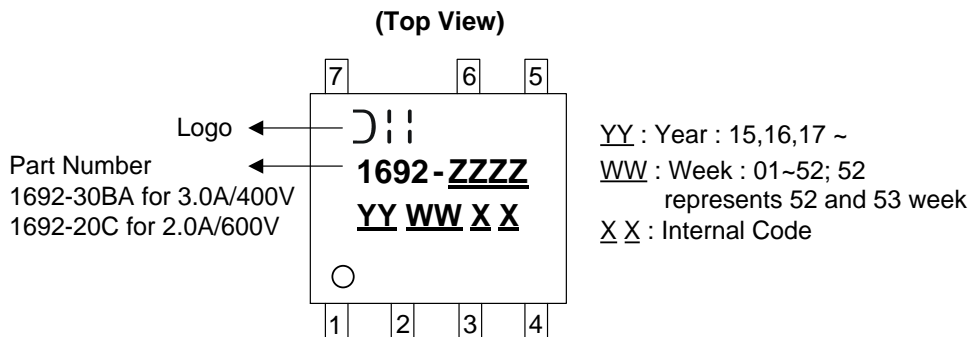 (Top View)
7 6 5
Logo
Part Number
1692-30BA for 3.0A/400V
1692-20C for 2.0A/600V
1692-ZZZZ
YY WW X X
YY : Year : 15,16,17 ~
WW : Week : 01~52; 52
represents 52 and 53 week
X X : Internal Code
1 2 3 4